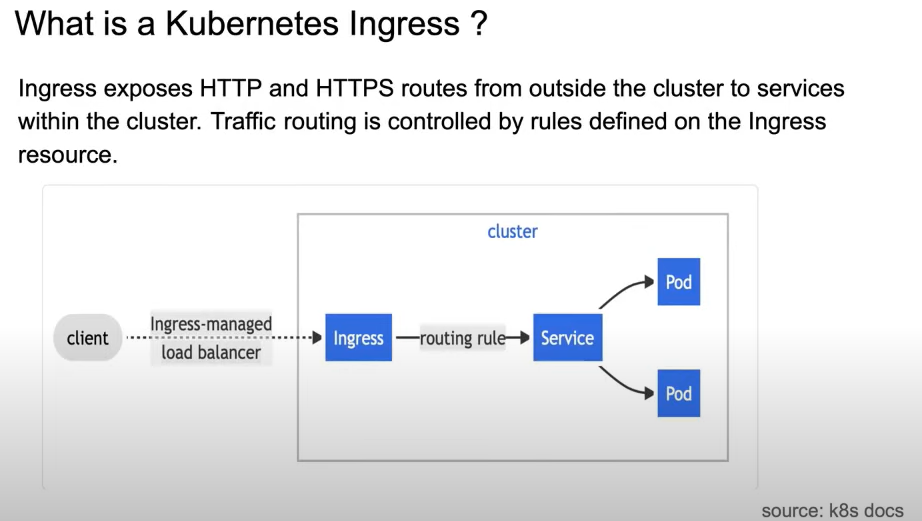 What is a Kubernetes Ingress ?
Ingress exposes HTTP and HTTPS routes from outside the cluster to services
within the cluster. Traffic routing is controlled by rules defined on the Ingress
resource.
cluster
client
Ingress-managed
load balancer
Ingress
routing rule
Service
Pod
Pod
source: k8s docs